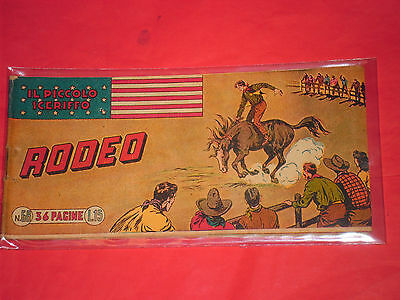 IL PICCOLO
SCERIFFO
RODEO
36 PAGINE L.15